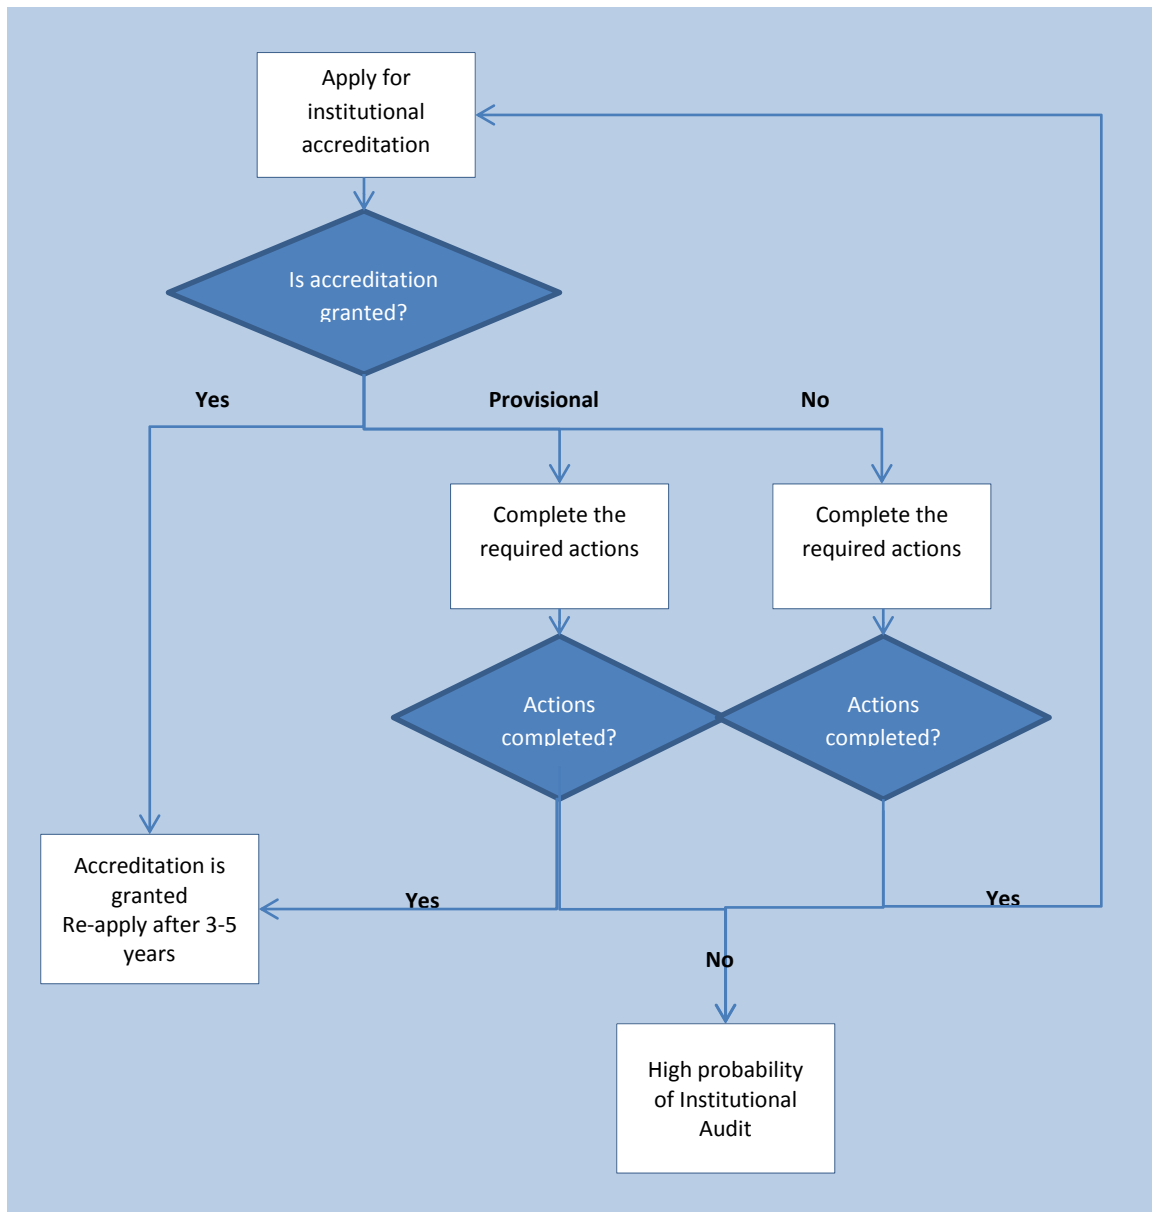 Apply for
institutional
accreditation
Is accreditation
granted?
Yes
Provisional
No
Complete the
required actions
Complete the
required actions
Actions
completed?
Actions
completed?
Accreditation is
granted
Re-apply after 3-5
years
Yes
Yes
No
High probability
of Institutional
Audit